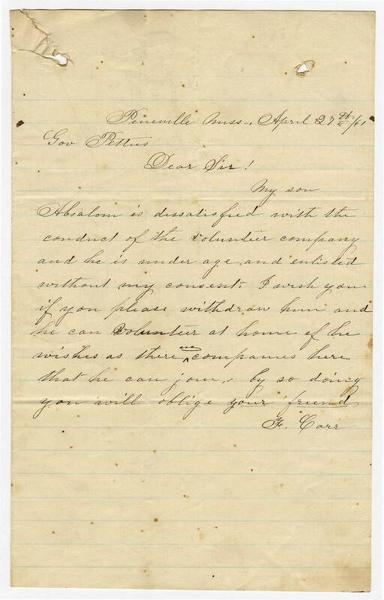 Pineville Miss., April 27th /61
Gov Pettus
Dear Sir!
My son
Absalom is dissatisfied with the
conduct of the voluntier company
and he is under age, and enlisted
without my consent. I wish you
if you please withdraw him and
he can volunteer at home if he
wishes as there are companies here
that he can join, by so doing
you will oblige your friend
F. Carr